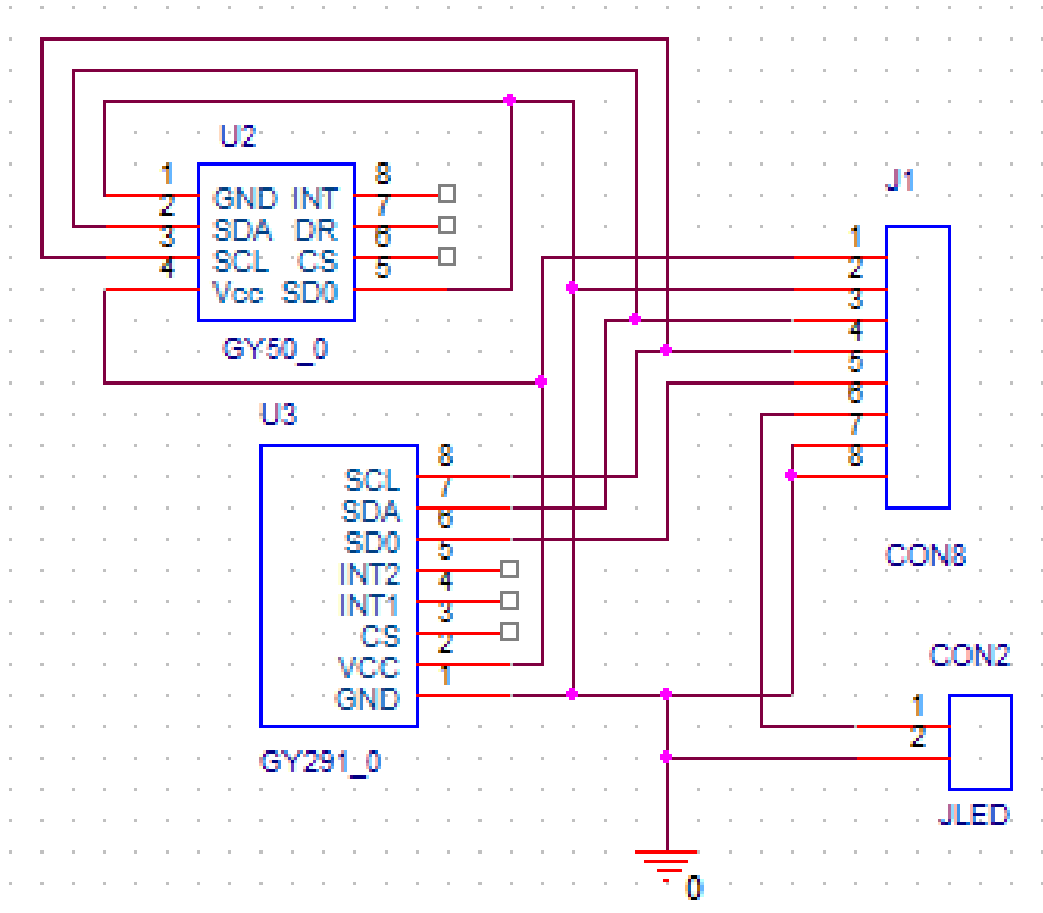 U2
1 GND INT 8
2 SDA DR 7
3 SCL CS 6
4 Vcc SD0 5
GY50_0
J1
1
2
3
4
5
6
7
8
CON8
U3
SCL 8
SDA 7
SD0 6
INT2 5
INT1 4
CS 3
VCC 2
GND 1
GY291_0
CON2
1
2
JLED
0